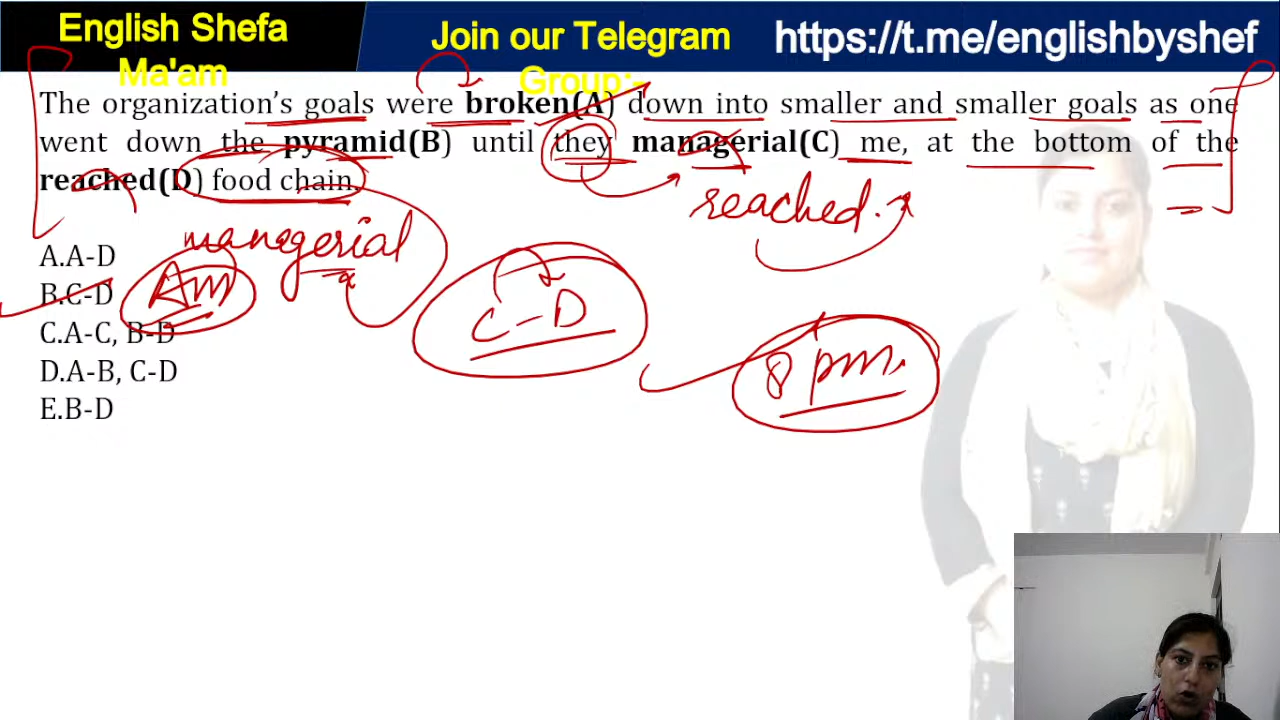 English Shefa Ma'am
Join our Telegram Group:-
https://t.me/englishbyshef
The organization's goals were broken(A) down into smaller and smaller goals as one
went down the pyramid(B) until they managerial(C) me, at the bottom of the
reached(D) food chain.
reached.
managerial
A.A-D
B.C-D
Am
C.A-C, B-D
C-D
D.A-B, C-D
8 pm.
E.B-D